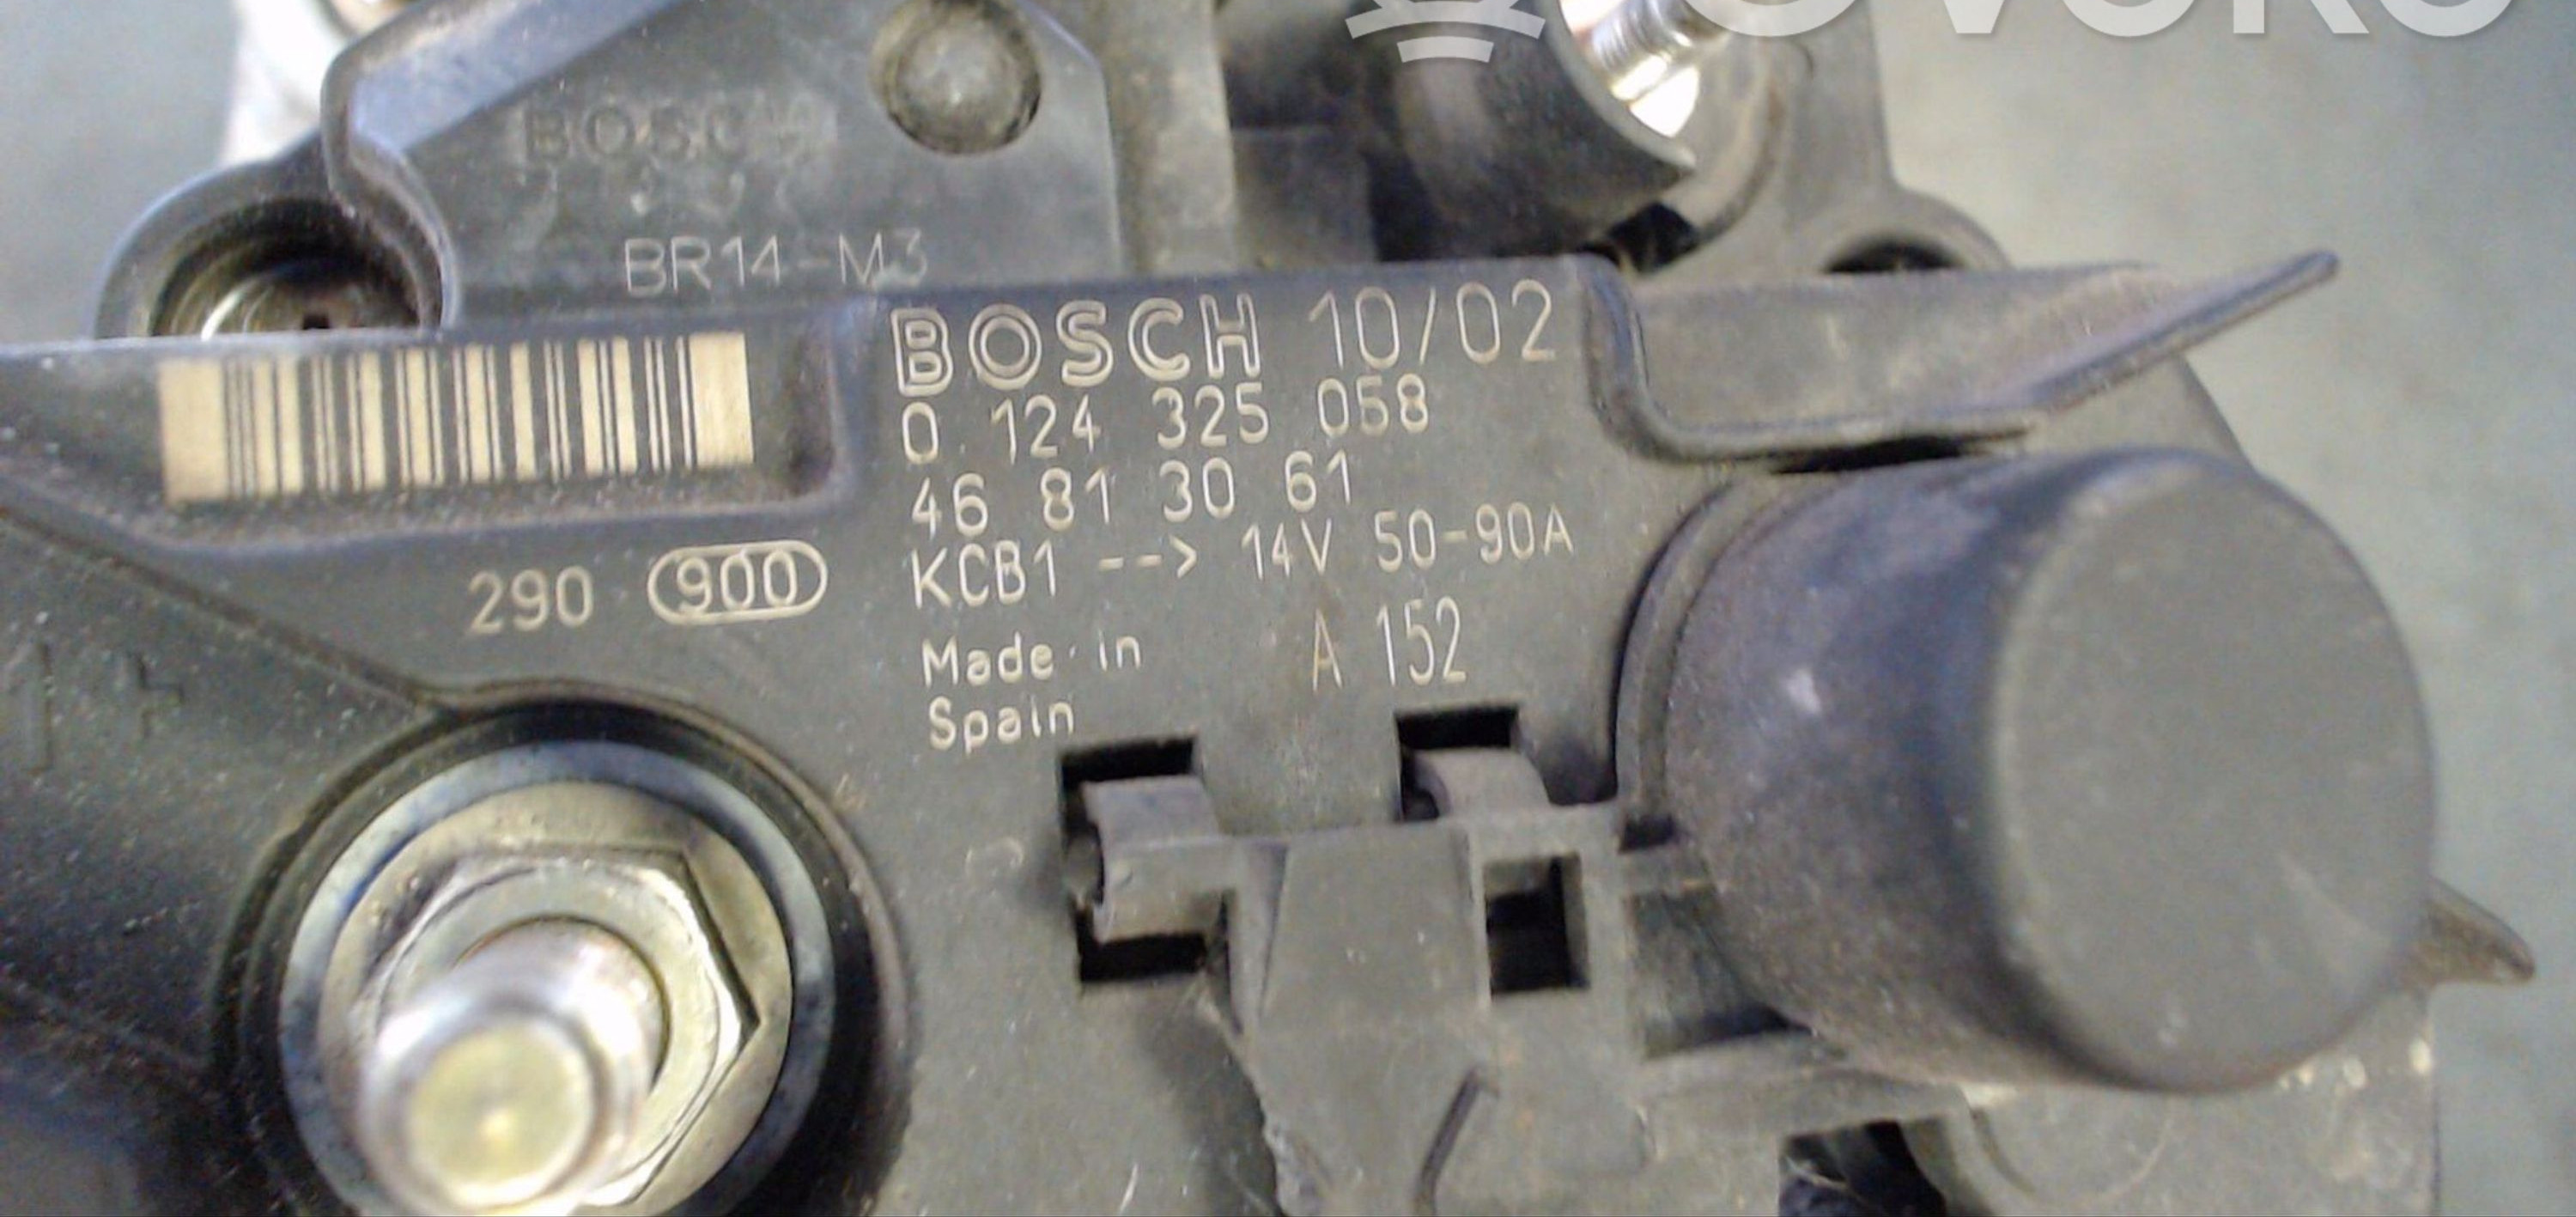 BOSCH
BR14-M3
BOSCH 10/02
0 124 325 058
46 81 30 61
KCB1 --> 14V 50-90A
290 900
Made in A 152
Spain